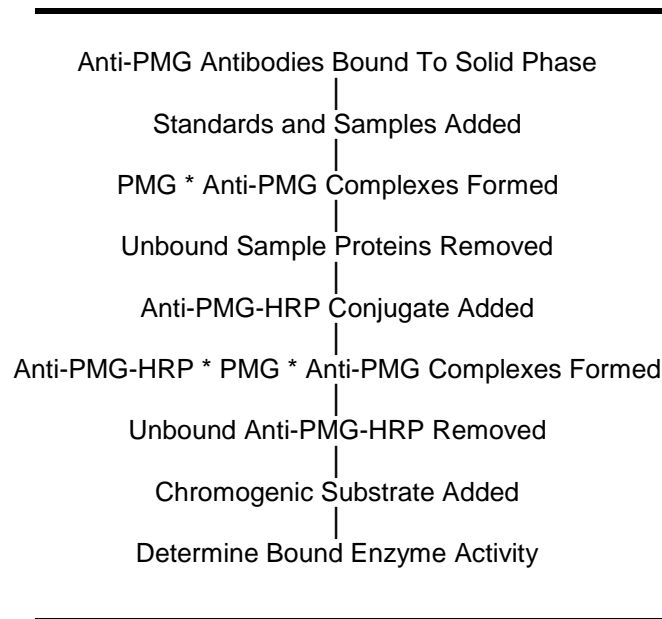 Anti-PMG Antibodies Bound To Solid Phase
Standards and Samples Added
PMG * Anti-PMG Complexes Formed
Unbound Sample Proteins Removed
Anti-PMG-HRP Conjugate Added
Anti-PMG-HRP * PMG * Anti-PMG Complexes Formed
Unbound Anti-PMG-HRP Removed
Chromogenic Substrate Added
Determine Bound Enzyme Activity